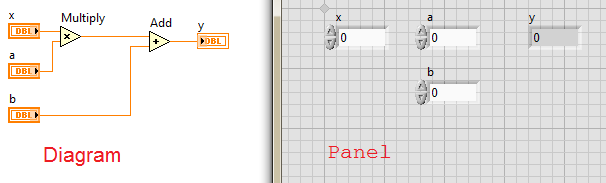 x
Multiply
Add
y
DBL
×
+
DBL
a
DBL
b
DBL
Diagram
x
a
y
0
0
0
b
0
Panel